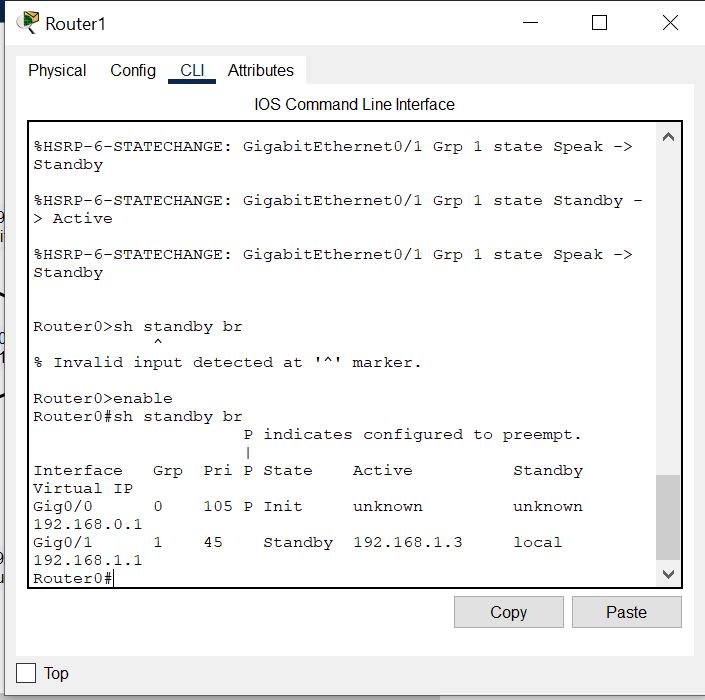 Router1
Physical Config CLI Attributes
IOS Command Line Interface
%HSRP-6-STATECHANGE: GigabitEthernet0/1 Grp 1 state Speak ->
Standby
%HSRP-6-STATECHANGE: GigabitEthernet0/1 Grp 1 state Standby -
> Active
%HSRP-6-STATECHANGE: GigabitEthernet0/1 Grp 1 state Speak ->
Standby
Router0>sh standby br
^
% Invalid input detected at '^' marker.
Router0>enable
Router0#sh standby br
P indicates configured to preempt.
|
Interface Grp Pri P State Active Standby
Virtual IP
Gig0/0 0 105 P Init unknown unknown
192.168.0.1
Gig0/1 1 45 Standby 192.168.1.3 local
192.168.1.1
Router0#
Copy Paste
Top